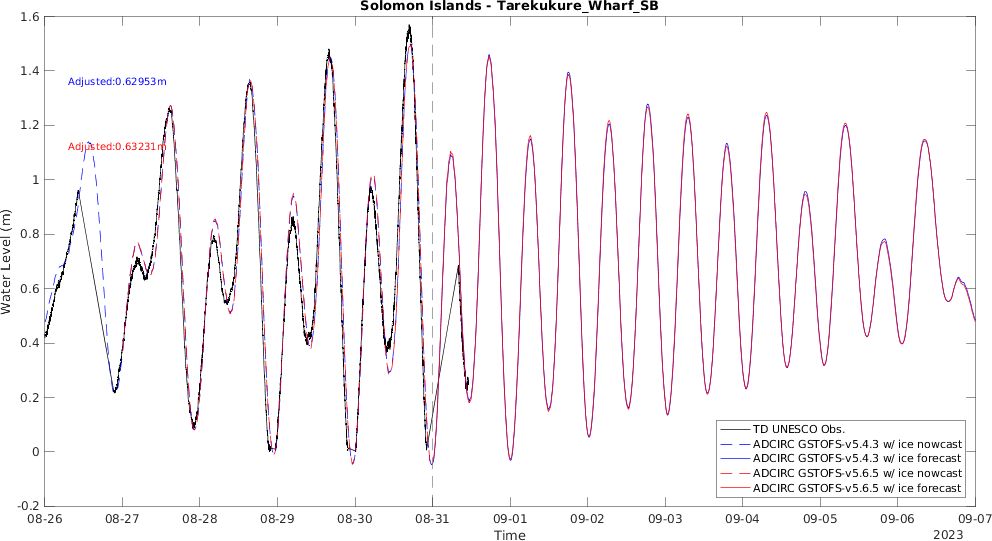 Solomon Islands - Tarekukure_Wharf_SB
1.6
1.4
1.2
1
0.8
0.6
0.4
0.2
0
-0.2
Water Level (m)
Adjusted:0.62953m
Adjusted:0.63231m
TD UNESCO Obs.
ADCIRC GSTOFS-v5.4.3 w/ ice nowcast
ADCIRC GSTOFS-v5.4.3 w/ ice forecast
ADCIRC GSTOFS-v5.6.5 w/ ice nowcast
ADCIRC GSTOFS-v5.6.5 w/ ice forecast
08-26 08-27 08-28 08-29 08-30 08-31 09-01 09-02 09-03 09-04 09-05 09-06 09-07
Time
2023